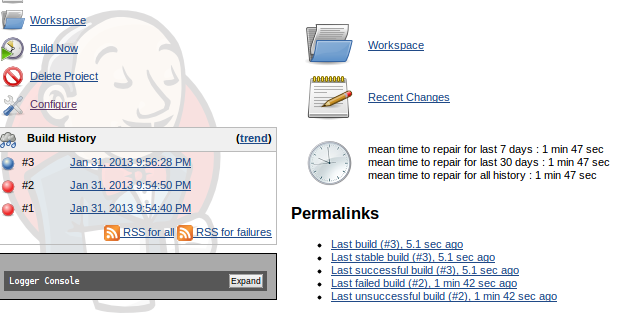 Workspace
Build Now
Delete Project
Configure
Build History (trend)
#3 Jan 31, 2013 9:56:28 PM
#2 Jan 31, 2013 9:54:50 PM
#1 Jan 31, 2013 9:54:40 PM
RSS for all RSS for failures
Logger Console Expand
Workspace
Recent Changes
mean time to repair for last 7 days : 1 min 47 sec
mean time to repair for last 30 days : 1 min 47 sec
mean time to repair for all history : 1 min 47 sec
Permalinks
Last build (#3), 5.1 sec ago
Last stable build (#3), 5.1 sec ago
Last successful build (#3), 5.1 sec ago
Last failed build (#2), 1 min 42 sec ago
Last unsuccessful build (#2), 1 min 42 sec ago